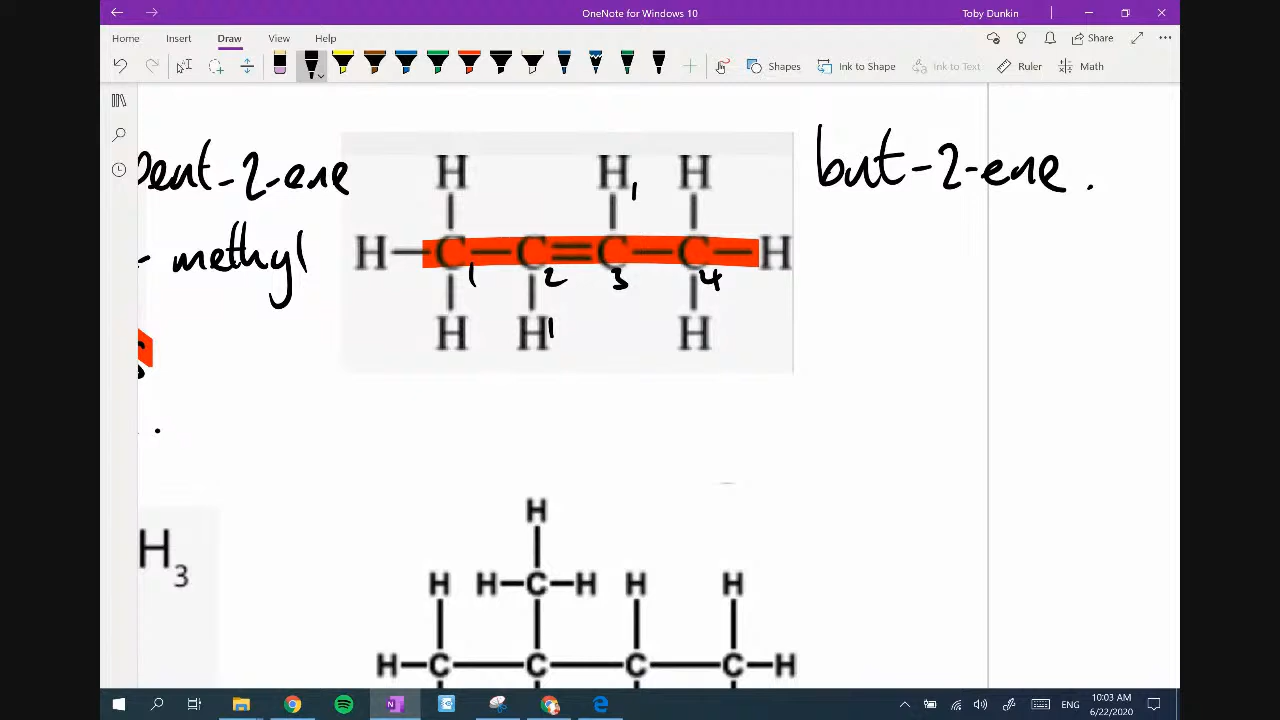 OneNote for Windows 10
Toby Dunkin
Home Insert Draw View Help
Share
Shapes Ink to Shape Ink to Text Ruler Math
pent-2-ene
- methyl
but-2-ene.
H H H
1
H C C C C H
1 2 3 4
H H H
1
H3
H
H H C H H H
H C C C C H
ENG
10:03 AM
6/22/2020